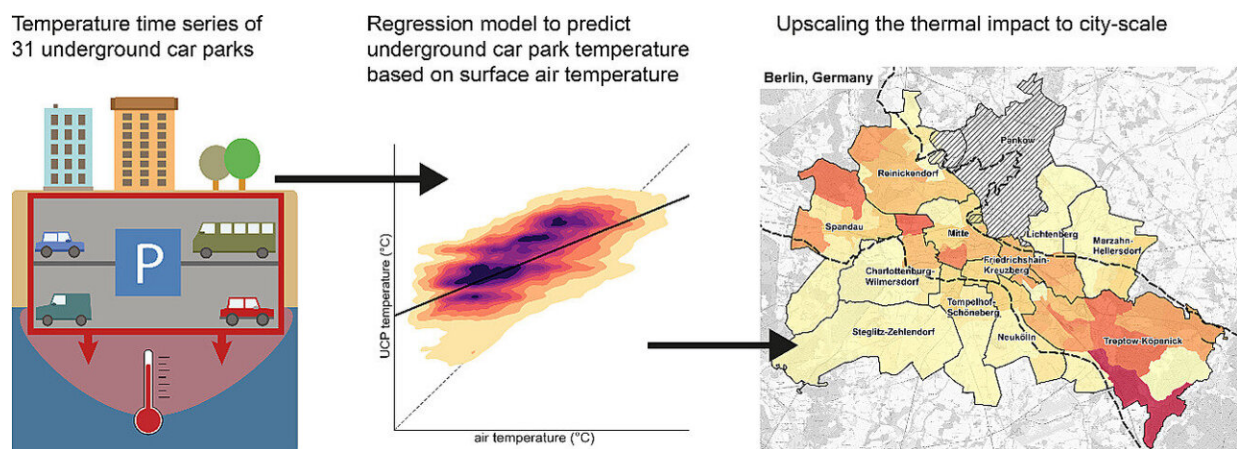 Temperature time series of
31 underground car parks
Regression model to predict
underground car park temperature
based on surface air temperature
Upscaling the thermal impact to city-scale
P
UCP temperature (°C)
air temperature (°C)
Berlin, Germany
Pankow
Reinickendorf
Spandau
Mitte
Lichtenberg
Marzahn-
Hellersdorf
Charlottenburg-
Wilmersdorf
Friedrichshain-
Kreuzberg
Tempelhof-
Schöneberg
Steglitz-Zehlendorf
Neukölln
Treptow-Köpenick